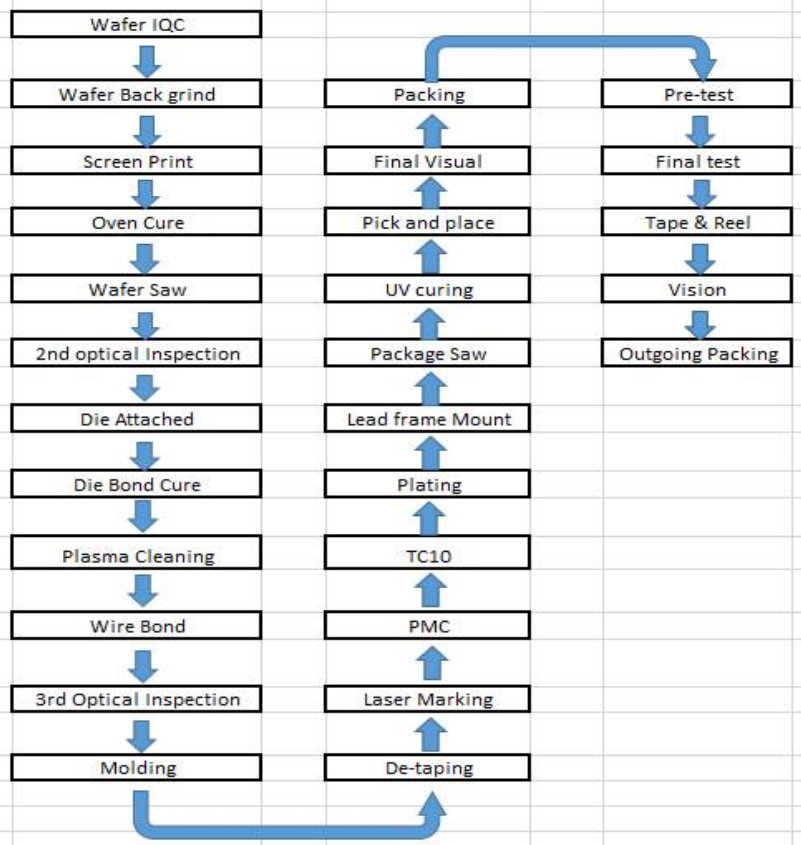 Wafer IQC
Wafer Back grind
Screen Print
Oven Cure
Wafer Saw
2nd optical Inspection
Die Attached
Die Bond Cure
Plasma Cleaning
Wire Bond
3rd Optical Inspection
Molding
De-taping
Laser Marking
PMC
TC10
Plating
Lead frame Mount
Package Saw
UV curing
Pick and place
Final Visual
Packing
Pre-test
Final test
Tape & Reel
Vision
Outgoing Packing